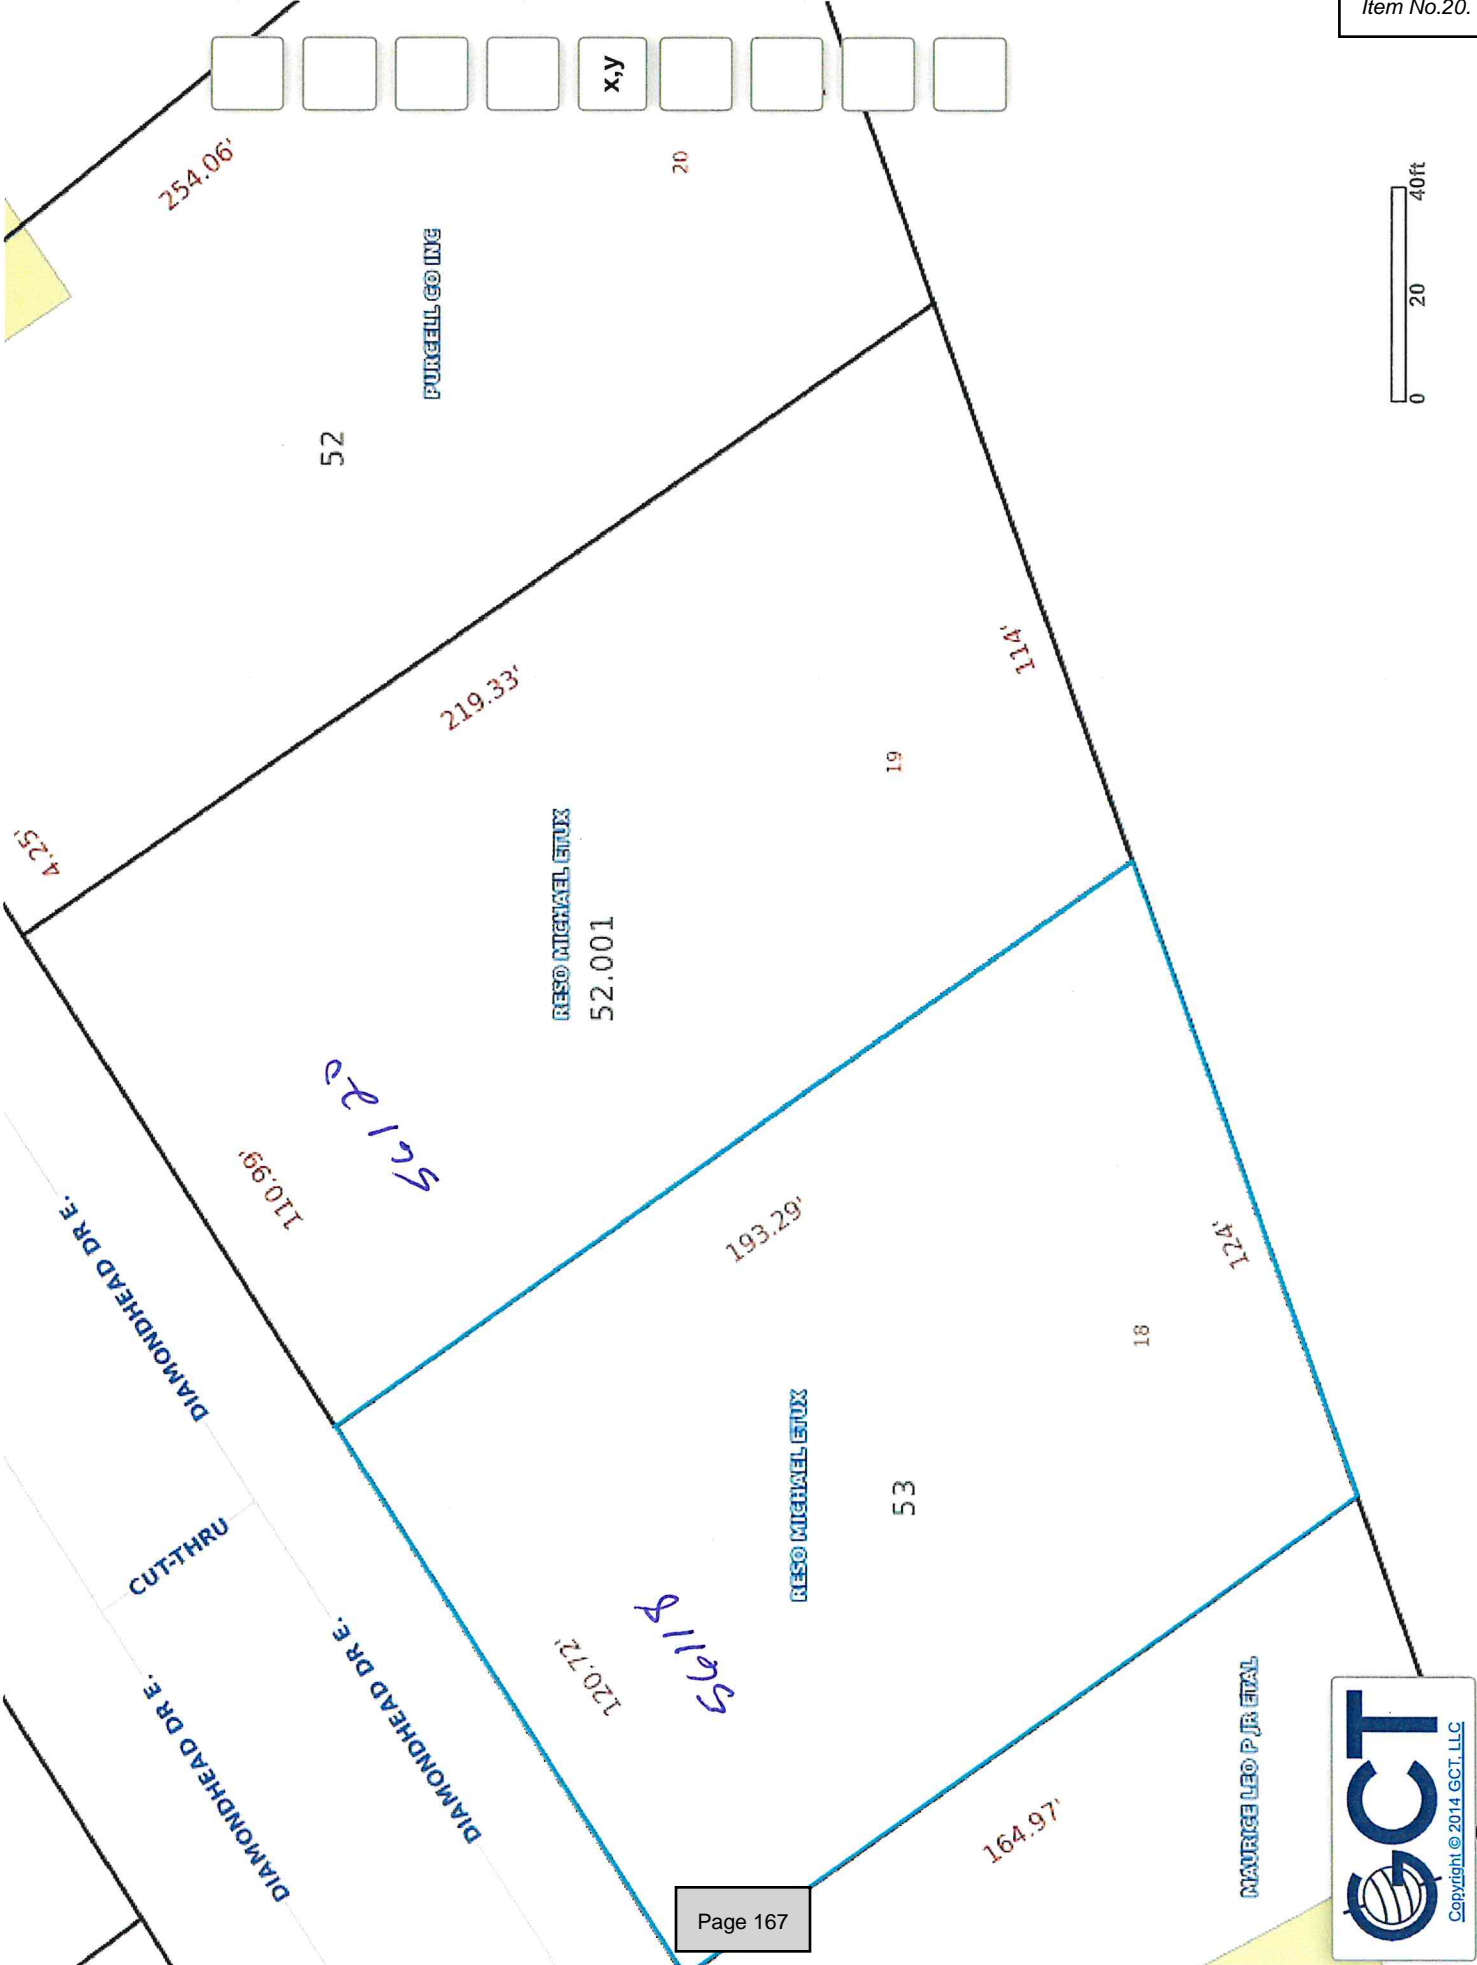 Item No.20.
x,y
254.06'
20
PURCELL CO INC
52
40ft
20
0
219.33'
114'
4.25'
19
RESO MICHAEL ETUX
52.001
56120
110.99'
DIAMONDHEAD DR E.
193.29'
124'
18
CUT-THRU
RESO MICHAEL ETUX
53
56118
120.72'
DIAMONDHEAD DR E.
DIAMONDHEAD DR E.
164.97'
MAURICE LEO P JR ETAL
GCT
Copyright © 2014 GCT, LLC
Page 167